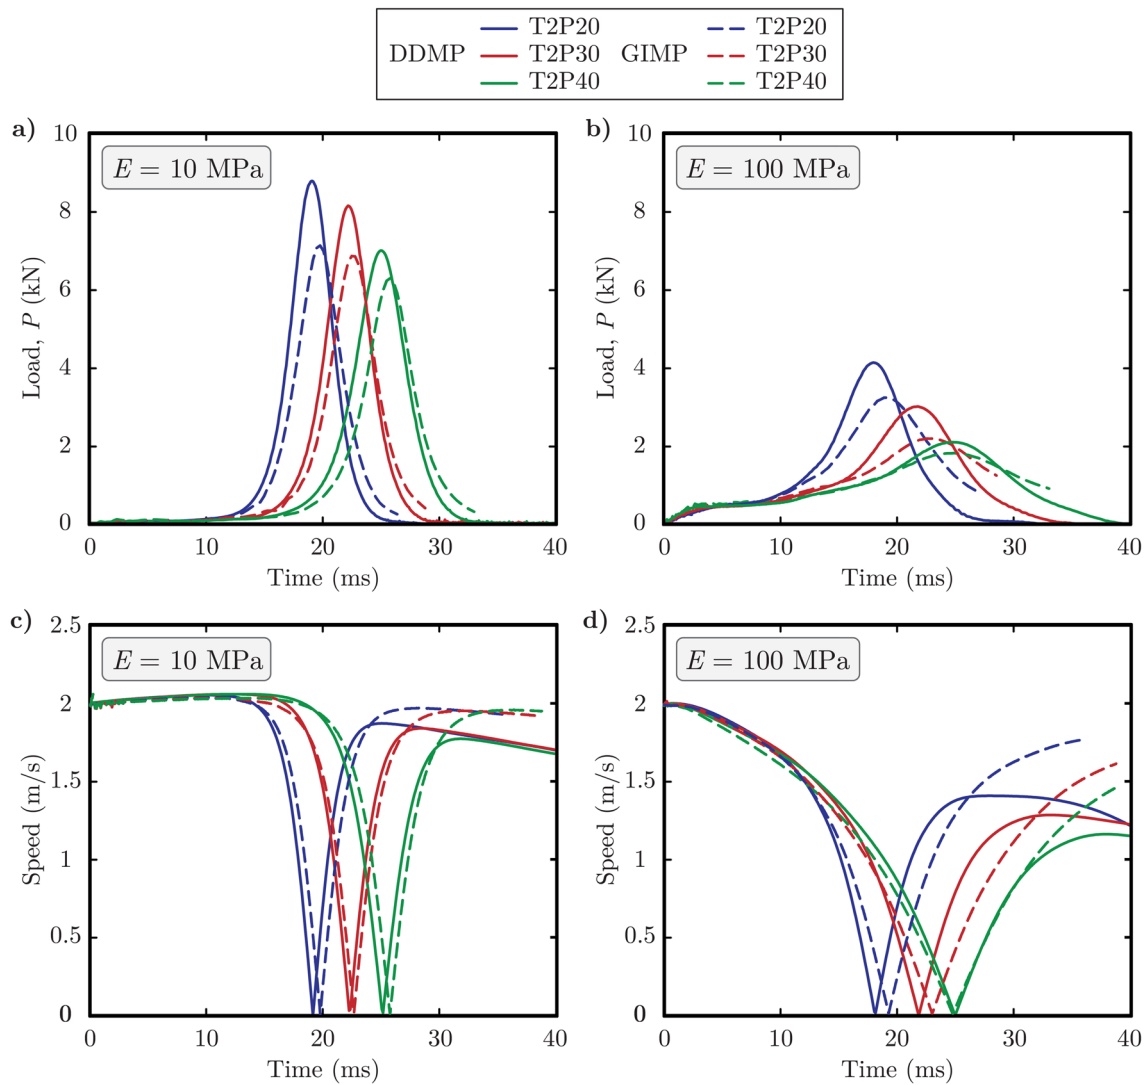 T2P20 T2P20
DDMP T2P30 GIMP T2P30
T2P40 T2P40
a) b)
10 10
E = 10 MPa E = 100 MPa
8 8
6 6
Load, P (kN) Load, P (kN)
4 4
2 2
0 0
0 10 20 30 40 0 10 20 30 40
Time (ms) Time (ms)
c) d)
2.5 2.5
E = 10 MPa E = 100 MPa
2 2
1.5 1.5
Speed (m/s) Speed (m/s)
1 1
0.5 0.5
0 0
0 10 20 30 40 0 10 20 30 40
Time (ms) Time (ms)